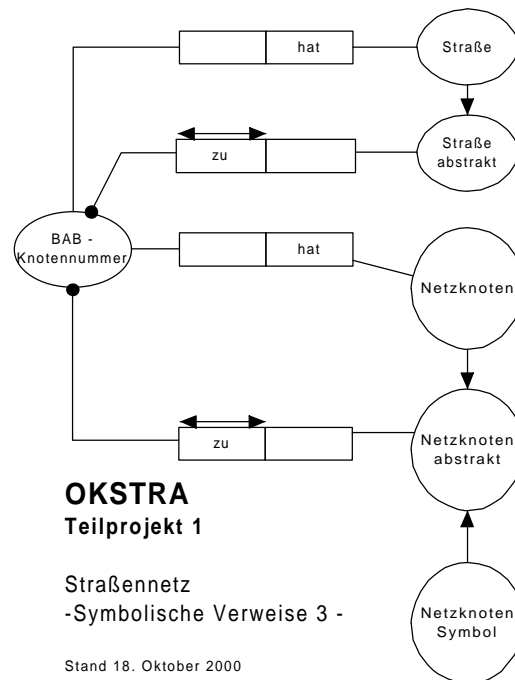 hat
Straße
zu
Straße
abstrakt
BAB -
Knotennummer
hat
Netzknoten
zu
Netzknoten
abstrakt
OKSTRA
Teilprojekt 1
Straßennetz
-Symbolische Verweise 3 -
Netzknoten
Symbol
Stand 18. Oktober 2000